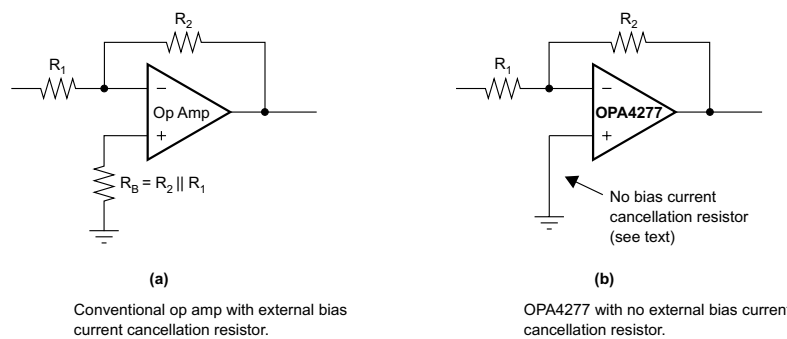 R2
R1
−
Op Amp
+
RB = R2 || R1
(a)
Conventional op amp with external bias
current cancellation resistor.
R2
R1
−
OPA4277
+
No bias current
cancellation resistor
(see text)
(b)
OPA4277 with no external bias current
cancellation resistor.